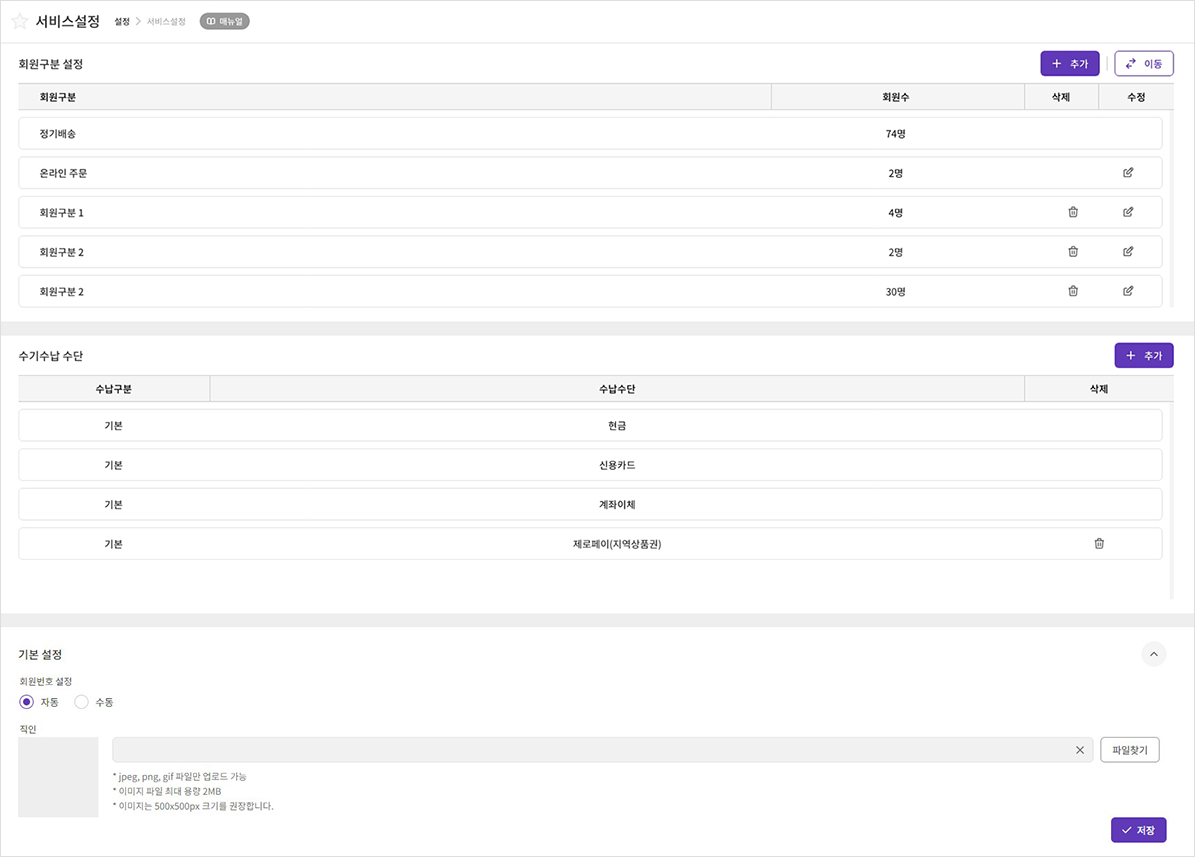 서비스설정 설정 > 서비스설정 매뉴얼
회원구분 설정 + 추가 이동
회원구분 회원수 삭제 수정
정기배송 74명
온라인 주문 2명
회원구분 1 4명
회원구분 2 2명
회원구분 2 30명
수기수납 수단 + 추가
수납구분 수납수단 삭제
기본 현금
기본 신용카드
기본 계좌이체
기본 제로페이(지역상품권)
기본 설정
회원번호 설정
자동 수동
직인
파일찾기
* jpeg, png, gif 파일만 업로드 가능
* 이미지 파일 최대 용량 2MB
* 이미지는 500x500px 크기를 권장합니다.
저장